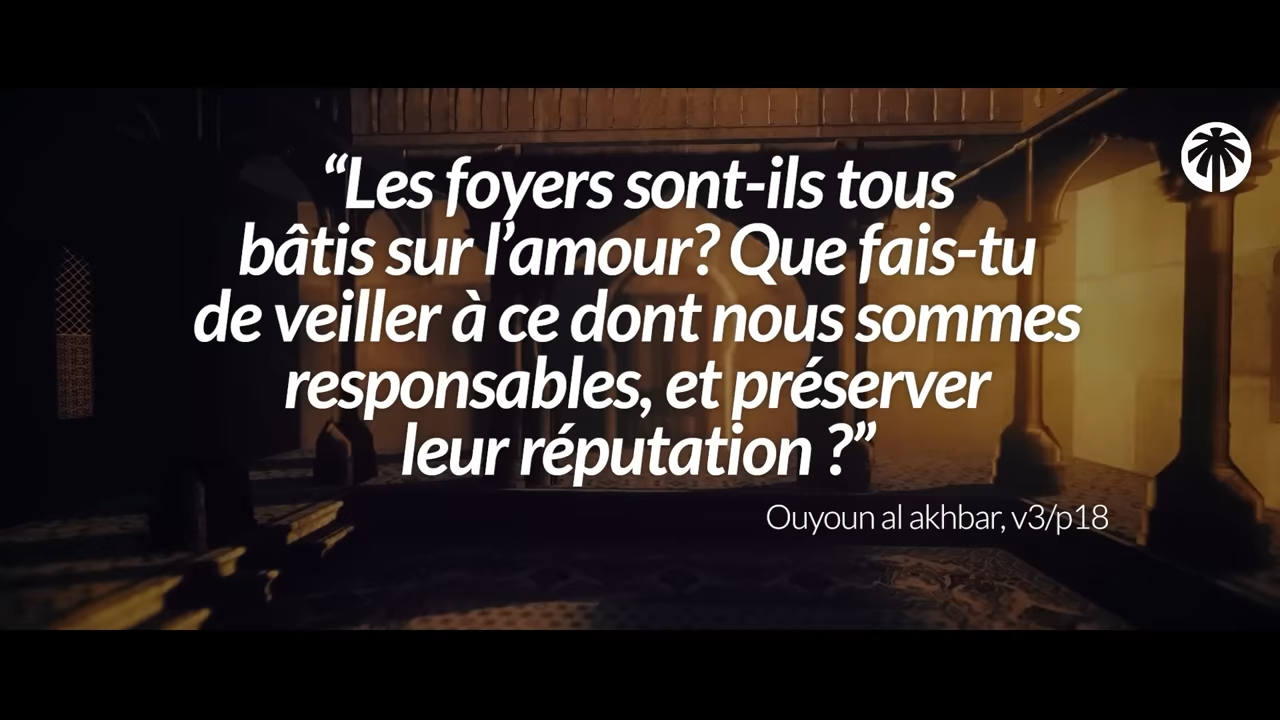 “Les foyers sont-ils tous
bâtis sur l’amour? Que fais-tu
de veiller à ce dont nous sommes
responsables, et préserver
leur réputation ?”
Ouyoun al akhbar, v3/p18